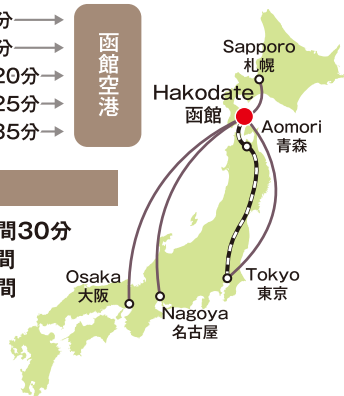 分→
分→
20分→
25分→
35分→
函館空港
間30分
間
間
Sapporo
札幌
Hakodate
函館
Aomori
青森
Tokyo
東京
Osaka
大阪
Nagoya
名古屋